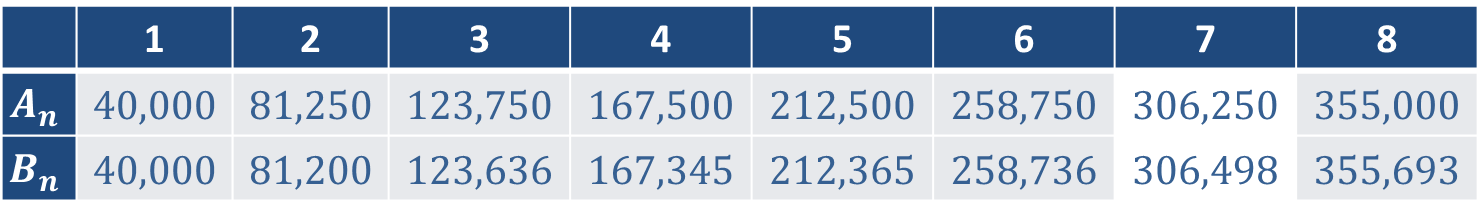 1 2 3 4 5 6 7 8
Aₙ 40,000 81,250 123,750 167,500 212,500 258,750 306,250 355,000
Bₙ 40,000 81,200 123,636 167,345 212,365 258,736 306,498 355,693